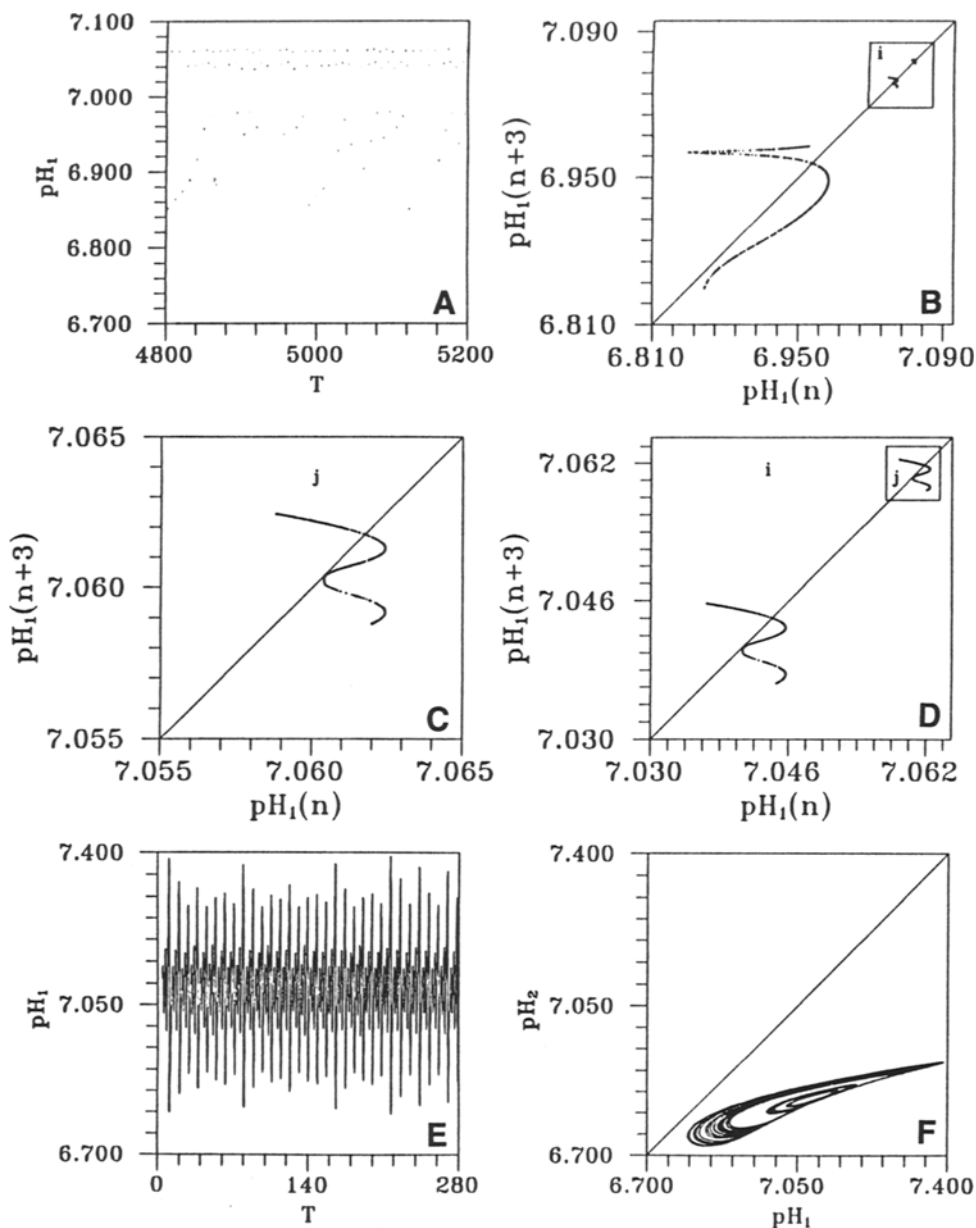 7.100
7.000
6.900
6.800
6.700
pH₁
4800
5000
5200
T
A
7.090
6.950
6.810
pH₁(n+3)
i
6.810
6.950
7.090
pH₁(n)
B
7.065
7.060
7.055
pH₁(n+3)
j
7.055
7.060
7.065
pH₁(n)
C
7.062
7.046
7.030
pH₁(n+3)
i
j
7.030
7.046
7.062
pH₁(n)
D
7.400
7.050
6.700
pH₁
0
140
280
T
E
7.400
7.050
6.700
pH₂
6.700
7.050
7.400
pH₁
F